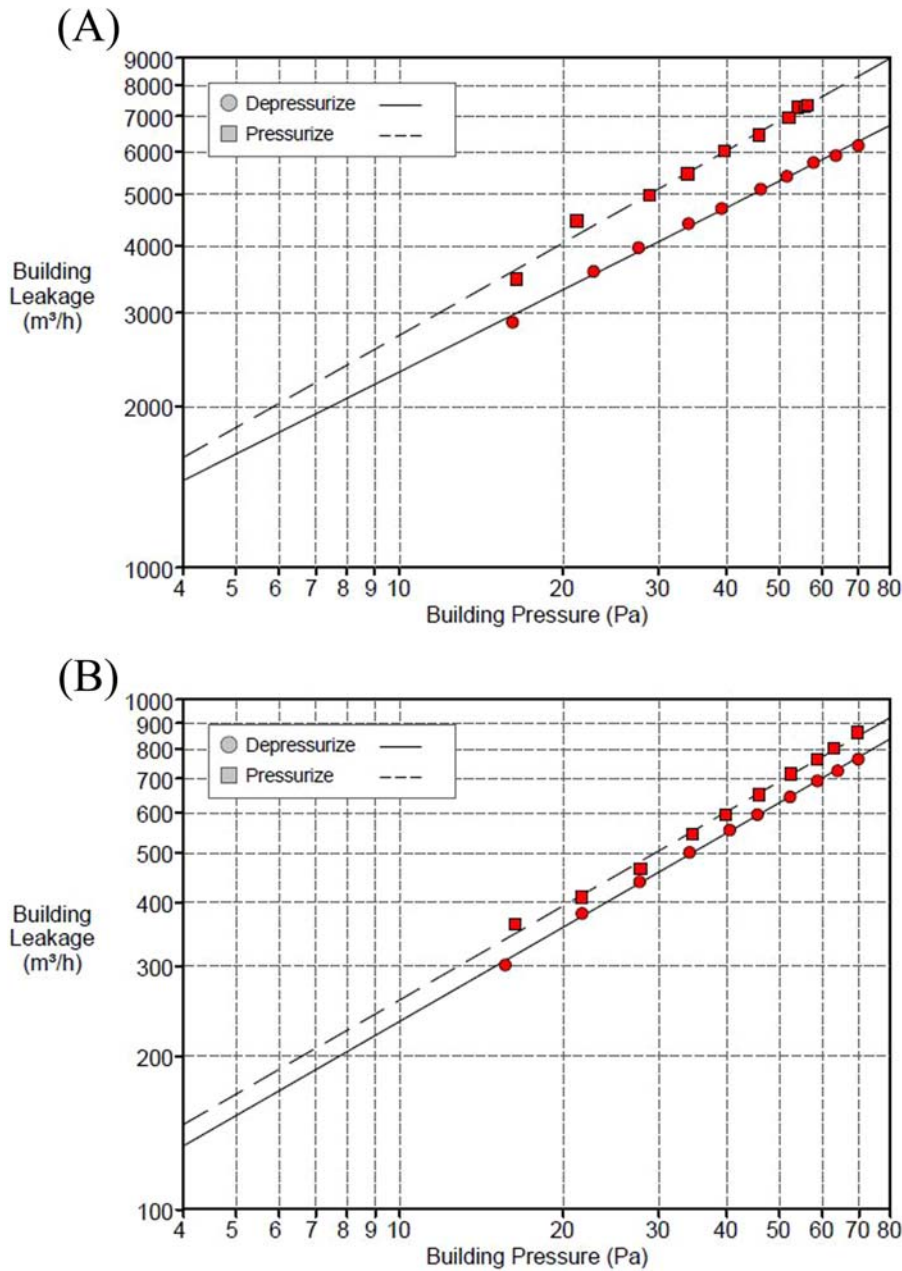 (A)
9000
8000
7000
6000
5000
4000
3000
2000
1000
Depressurize
Pressurize
Building
Leakage
(m³/h)
4 5 6 7 8 9 10 20 30 40 50 60 70 80
Building Pressure (Pa)
(B)
1000
900
800
700
600
500
400
300
200
100
Depressurize
Pressurize
Building
Leakage
(m³/h)
4 5 6 7 8 9 10 20 30 40 50 60 70 80
Building Pressure (Pa)